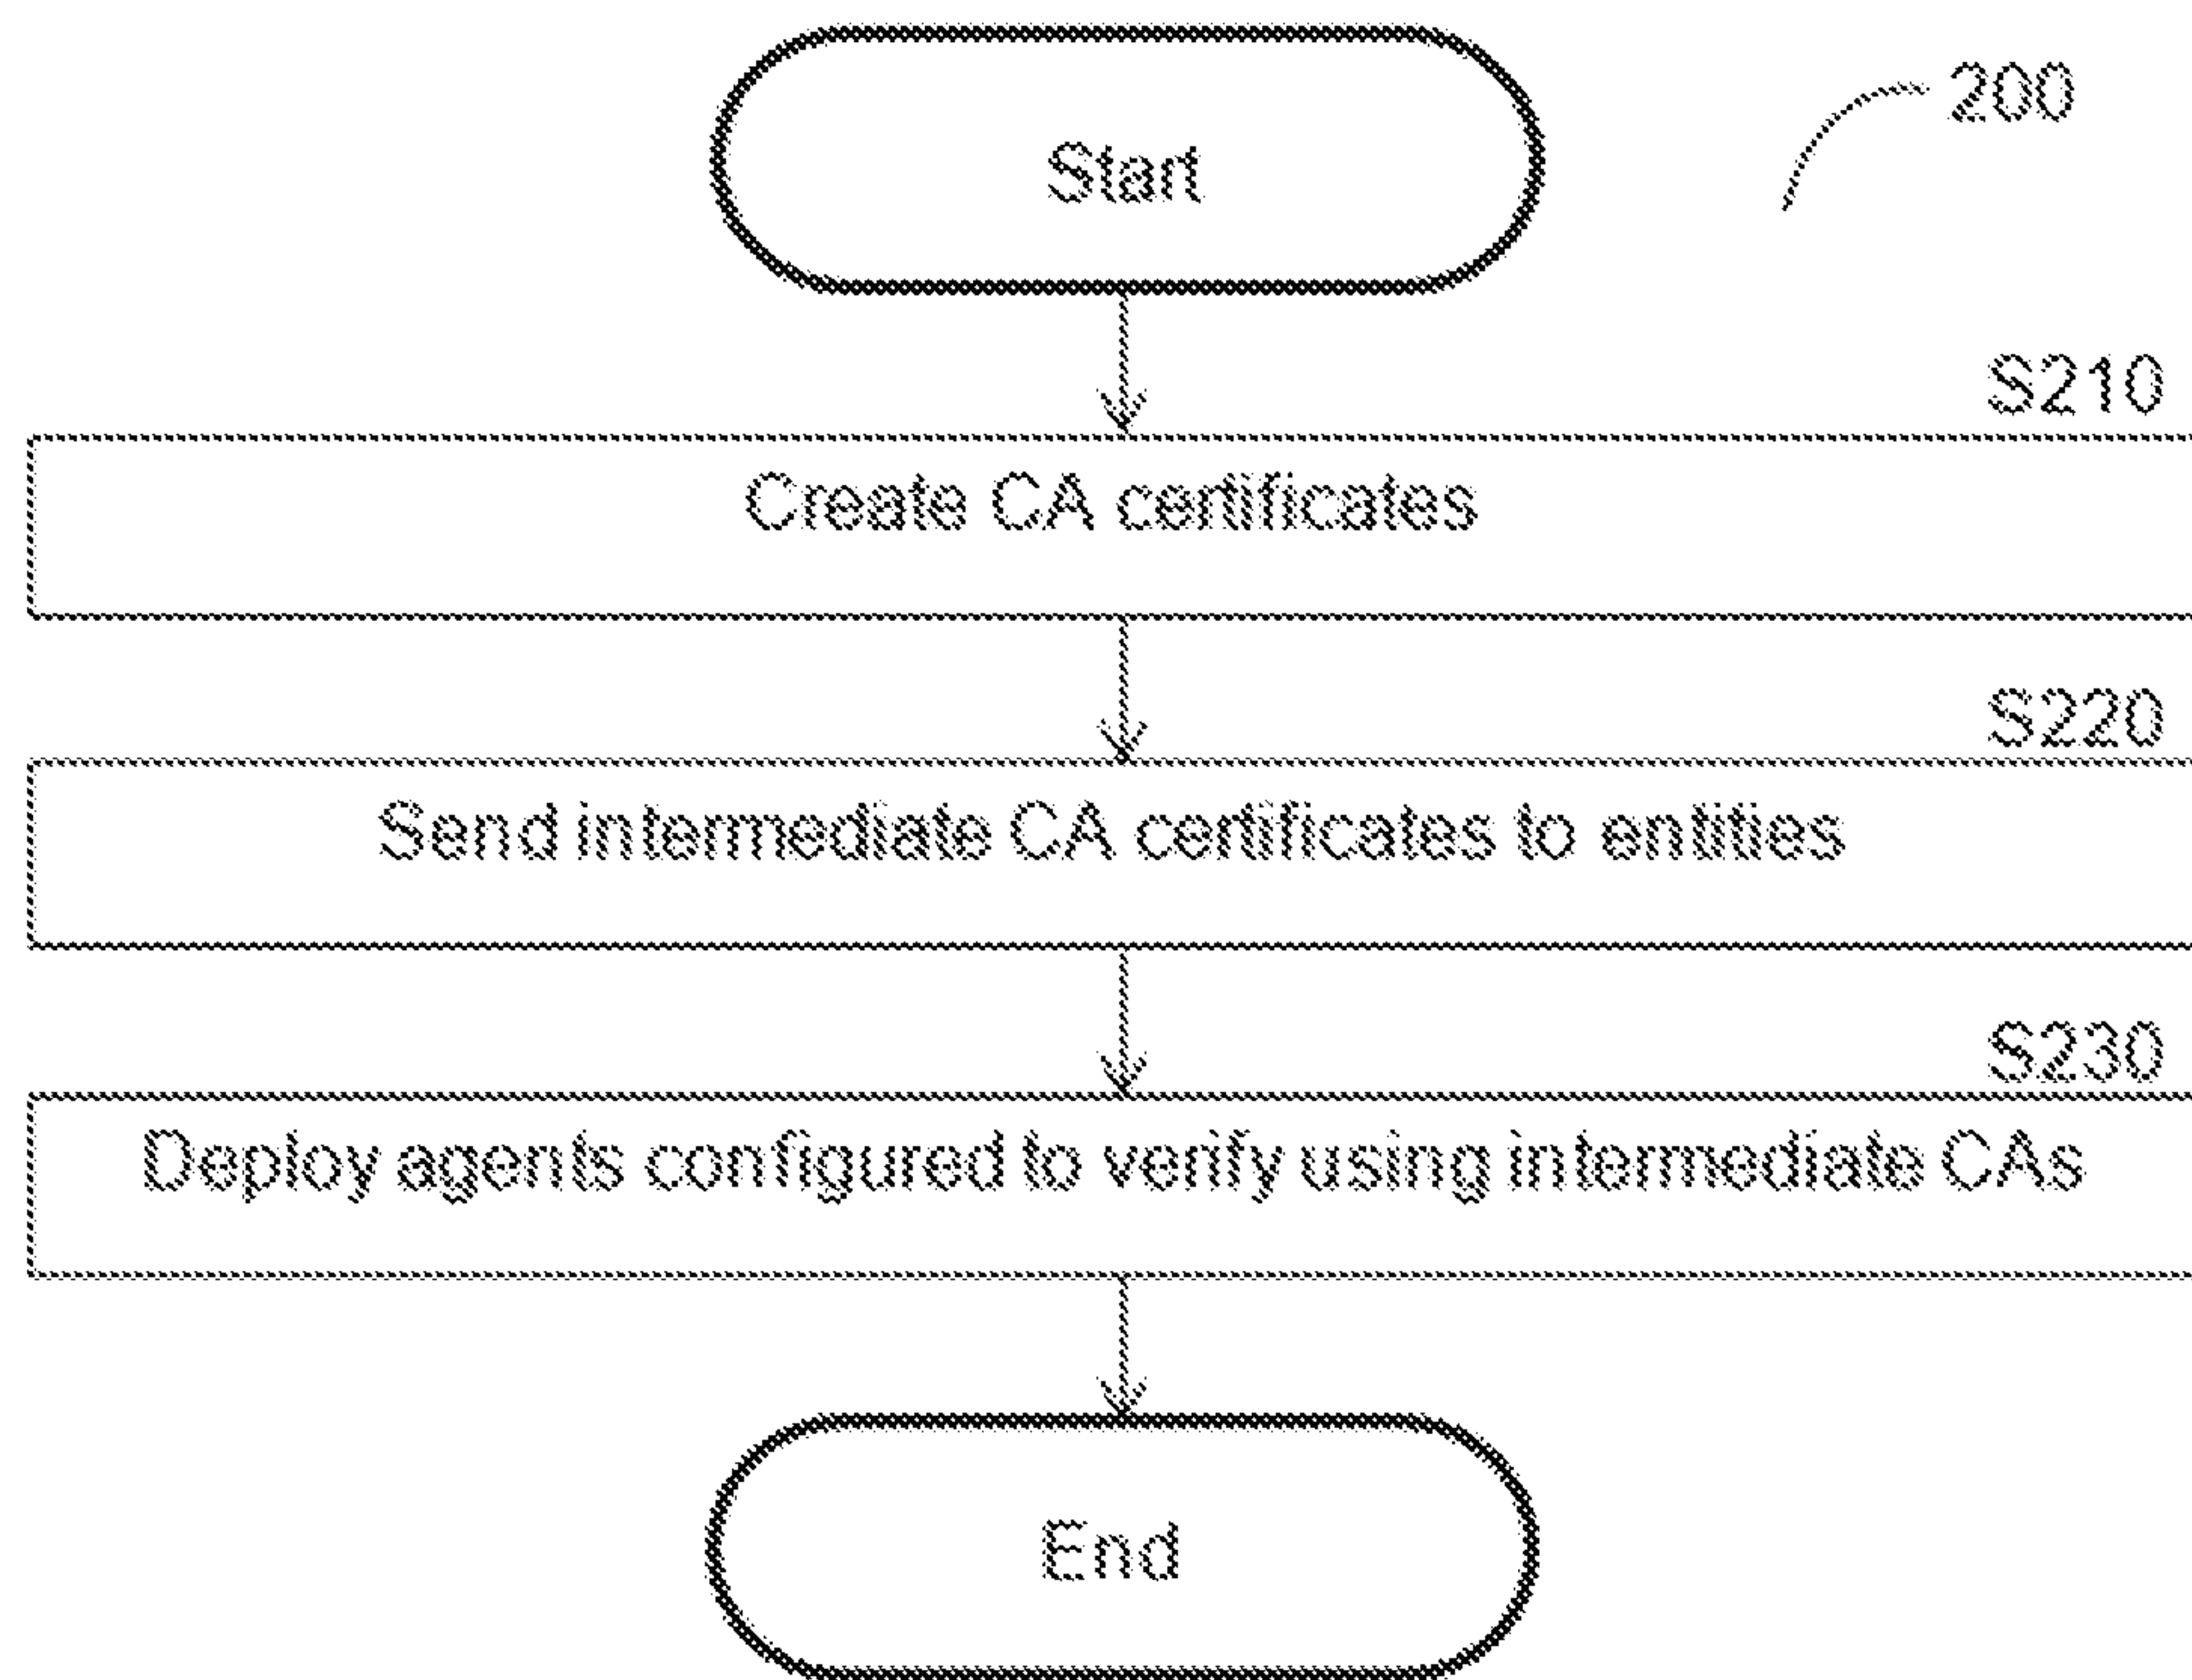 Start
200
S210
Create CA certificates
S220
Send intermediate CA certificates to entities
S230
Deploy agents configured to verify using intermediate CAs
End